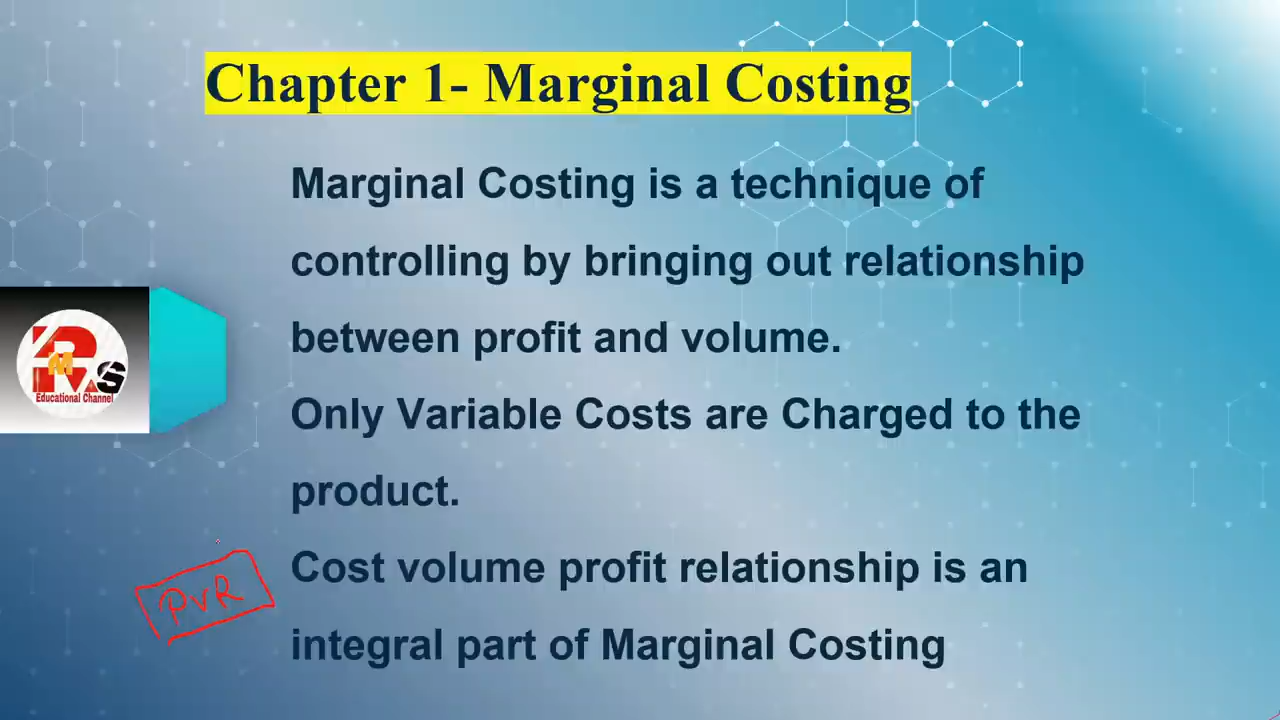 Chapter 1- Marginal Costing
Marginal Costing is a technique of
controlling by bringing out relationship
between profit and volume.
Only Variable Costs are Charged to the
product.
Cost volume profit relationship is an
integral part of Marginal Costing
PVR
Educational Channel